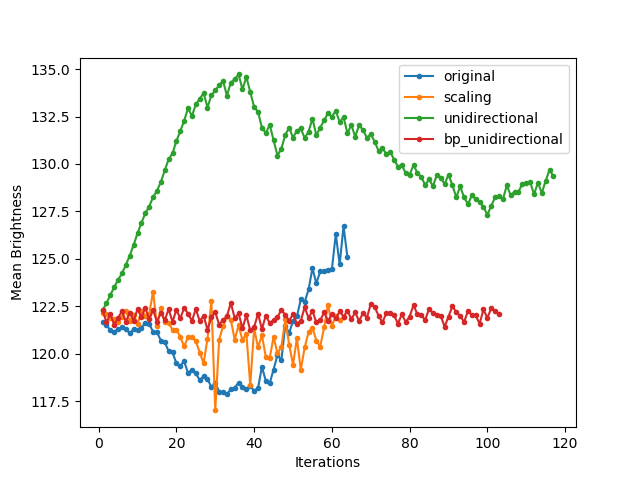 original
scaling
unidirectional
bp_unidirectional
135.0
132.5
130.0
127.5
125.0
122.5
120.0
117.5
Mean Brightness
0 20 40 60 80 100 120
Iterations